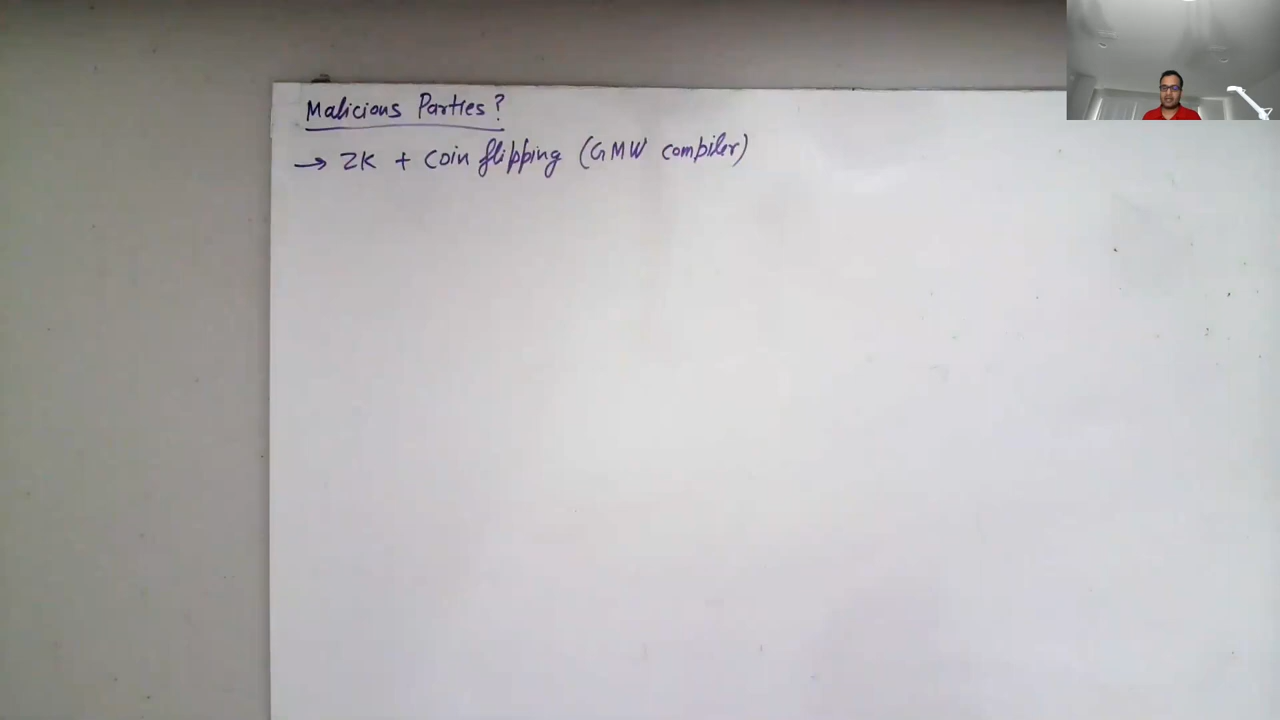 Malicious Parties?
→ ZK + Coin flipping (GMW compiler)